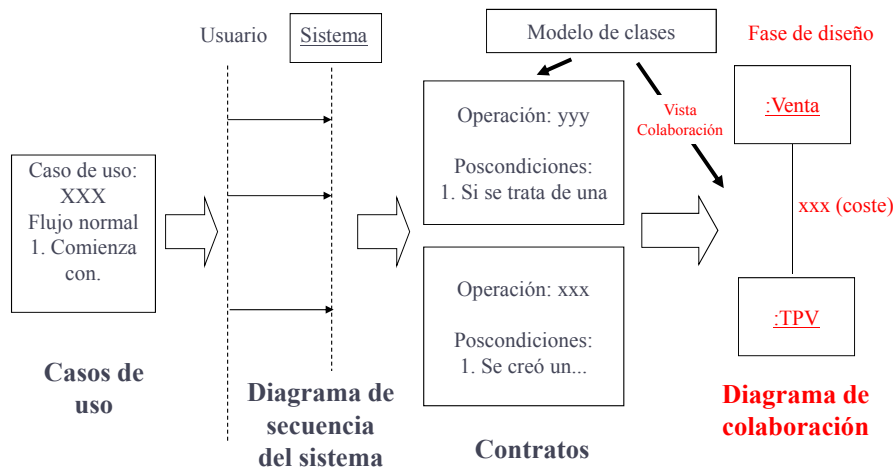 Usuario
Sistema
Modelo de clases
Fase de diseño
Caso de uso:
XXX
Flujo normal
1. Comienza
con.
Operación: yyy
Poscondiciones:
1. Si se trata de una
Vista
Colaboración
:Venta
xxx (coste)
Operación: xxx
Poscondiciones:
1. Se creó un...
:TPV
Casos de
uso
Diagrama de
secuencia
del sistema
Contratos
Diagrama de
colaboración